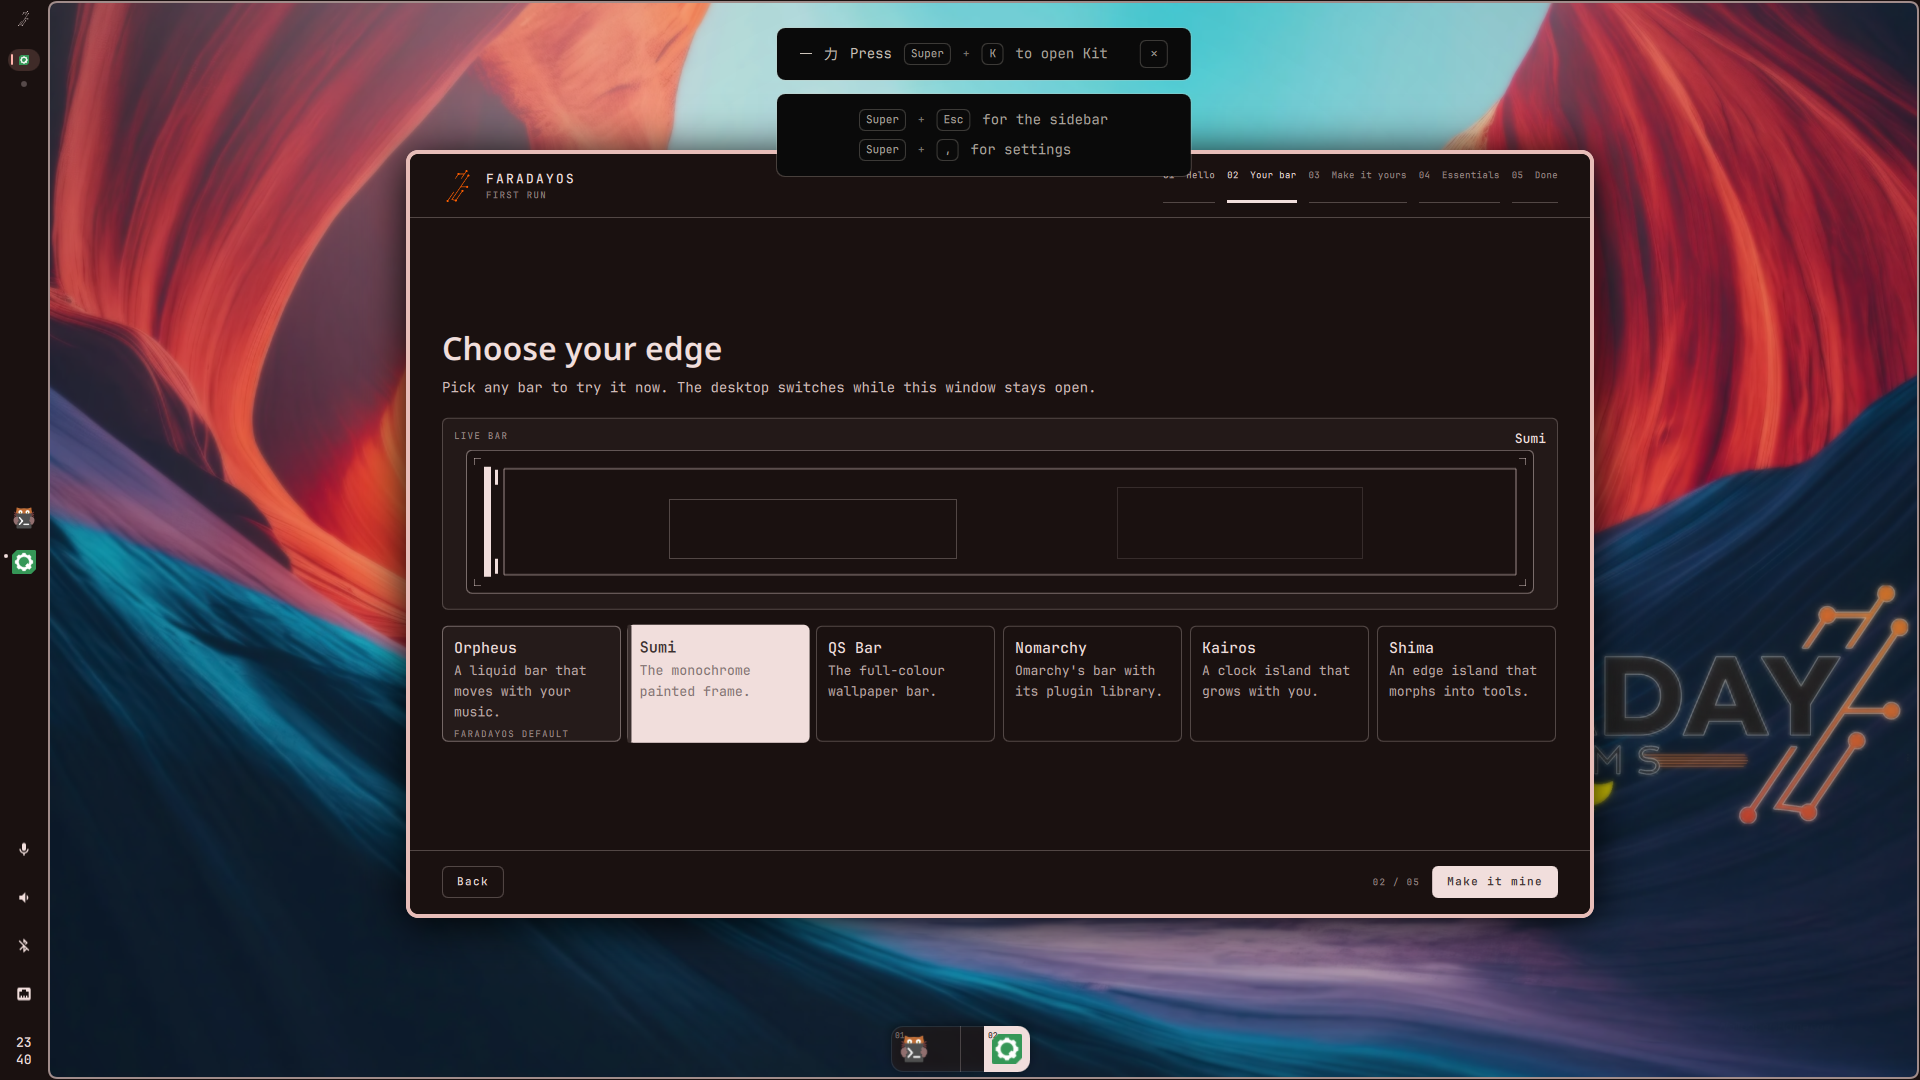 一 力 Press Super + K to open Kit ×
Super + Esc for the sidebar
Super + , for settings
FARADAYOS
FIRST RUN
Hello 02 Your bar 03 Make it yours 04 Essentials 05 Done
Choose your edge
Pick any bar to try it now. The desktop switches while this window stays open.
LIVE BAR
Sumi
Orpheus
A liquid bar that
moves with your
music.
FARADAYOS DEFAULT
Sumi
The monochrome
painted frame.
QS Bar
The full-colour
wallpaper bar.
Nomarchy
Omarchy's bar with
its plugin library.
Kairos
A clock island that
grows with you.
Shima
An edge island that
morphs into tools.
DAY
M S
Back
02 / 05
Make it mine
23
40
01
02